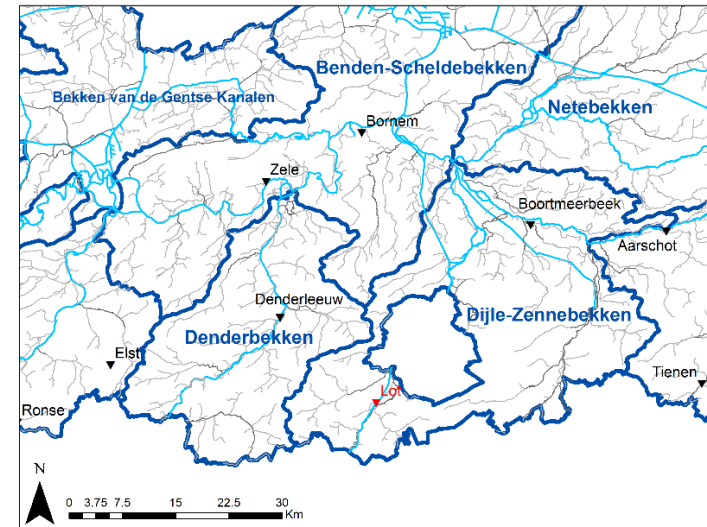 Benden-Scheldebekken
Bekken van de Gentse Kanalen
Netebekken
Bornem
Zele
Boortmeerbeek
Aarschot
Denderleeuw
Dijle-Zennebekken
Denderbekken
Elst
Tienen
Lot
Ronse
N
0 3.75 7.5 15 22.5 30
Km